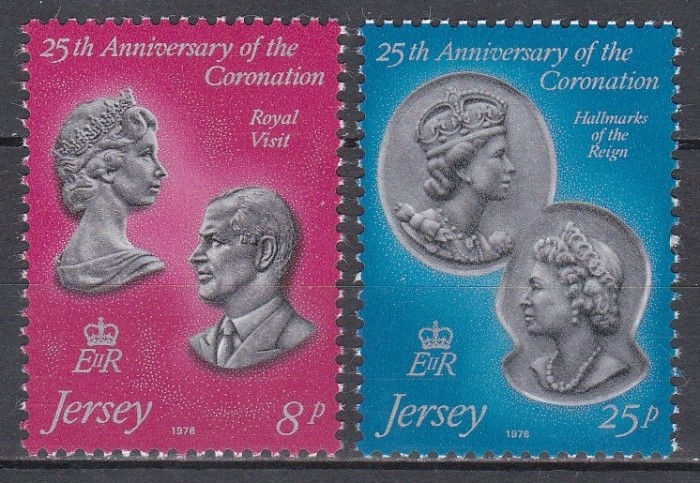 25th Anniversary of the
Coronation
Royal
Visit
EIIR
Jersey
1978
8p
25th Anniversary of the
Coronation
Hallmarks
of the
Reign
EIIR
Jersey
1978
25p